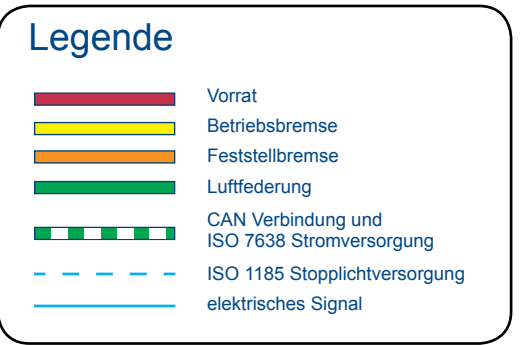 Legende
Vorrat
Betriebsbremse
Feststellbremse
Luftfederung
CAN Verbindung und
ISO 7638 Stromversorgung
ISO 1185 Stopplichtversorgung
elektrisches Signal